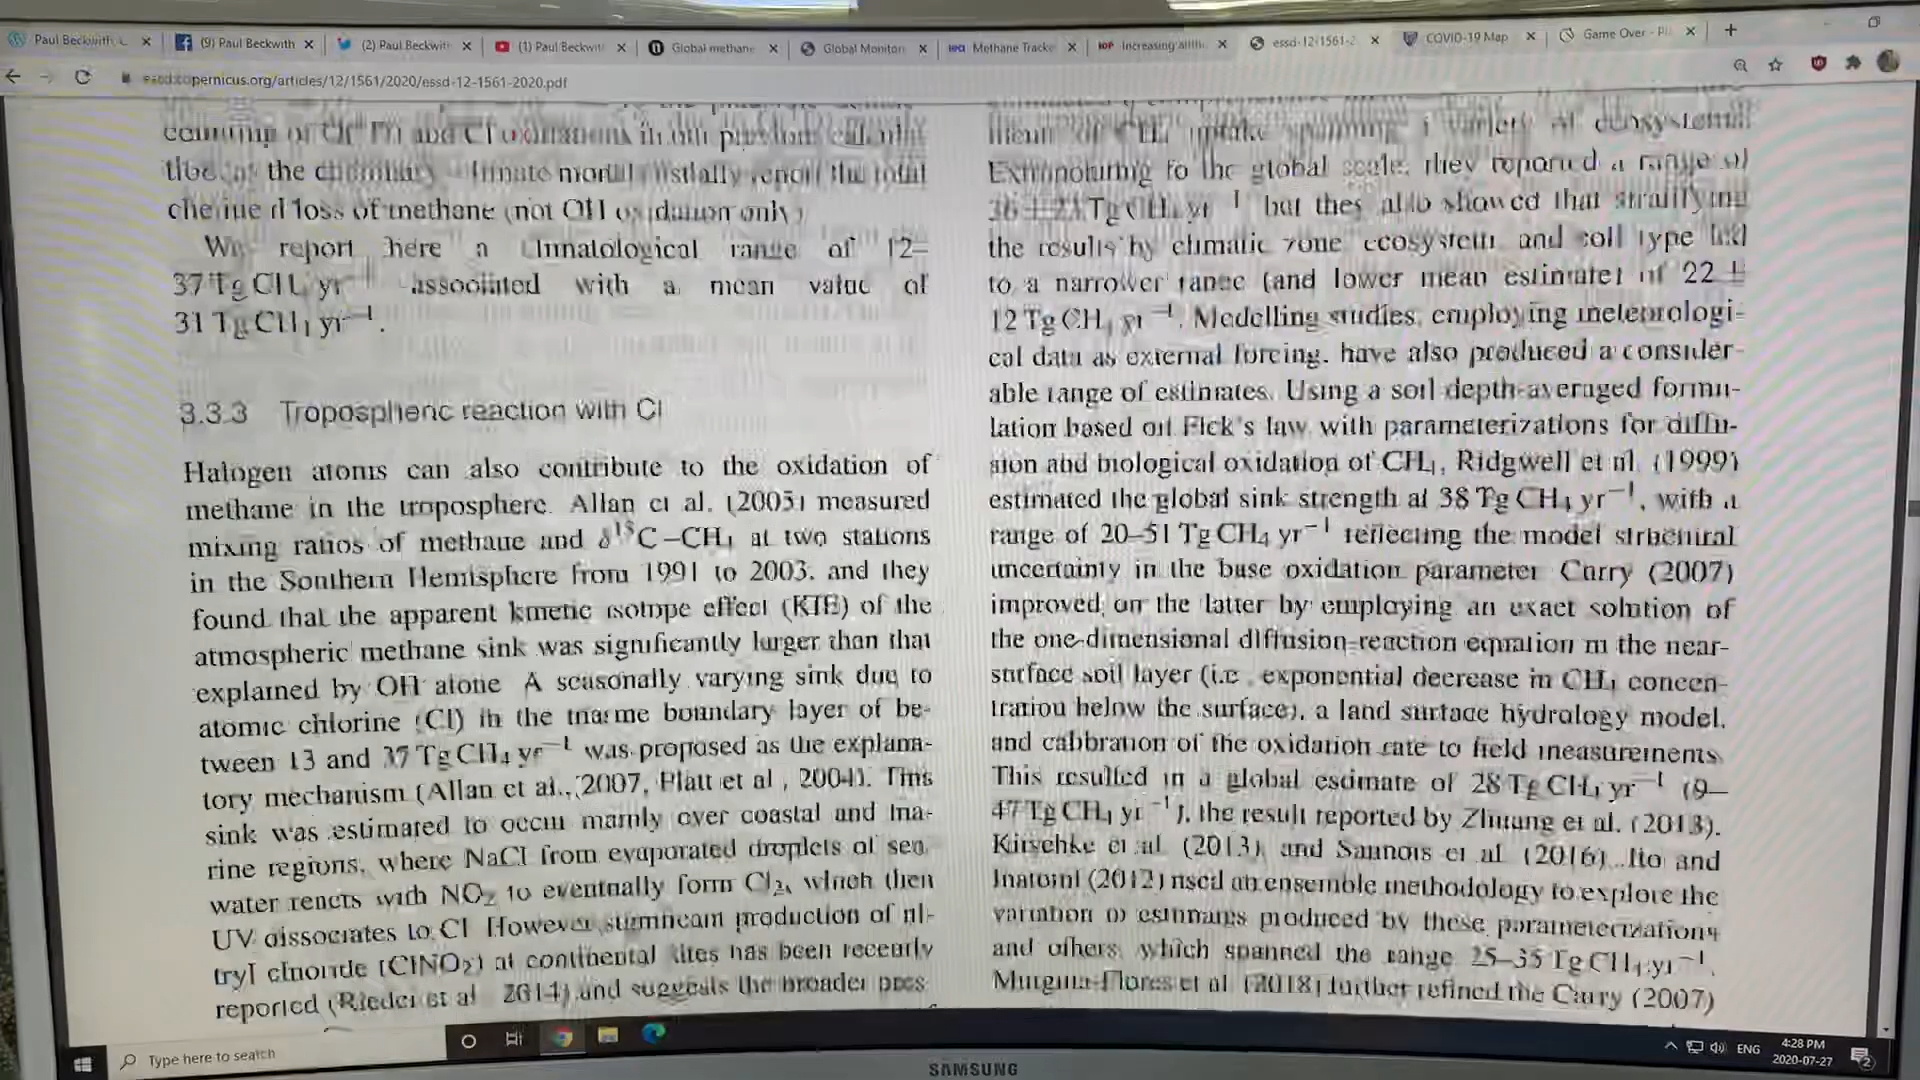 Paul Beckwith, C
(9) Paul Beckwith
(2) Paul Beckwith
(1) Paul Beckwit
Global methane
Global Monitori
Methane Tracke
IOP Increasing anth
essd-12-1561-2
COVID-19 Map
Game Over - Pl
essd.copernicus.org/articles/12/1561/2020/essd-12-1561-2020.pdf
the
loss of methane (not OH oxidation only)
We report here a climatological range of 12–
37 Tg CH4 yr−1 associated with a mean value of
31 Tg CH4 yr−1.
3.3.3 Tropospheric reaction with Cl
Halogen atoms can also contribute to the oxidation of
methane in the troposphere. Allan et al. (2005) measured
mixing ratios of methane and δ13C–CH4 at two stations
in the Southern Hemisphere from 1991 to 2003, and they
found that the apparent kinetic isotope effect (KIE) of the
atmospheric methane sink was significantly larger than that
explained by OH alone. A seasonally varying sink due to
atomic chlorine (Cl) in the marine boundary layer of be-
tween 13 and 37 Tg CH4 yr−1 was proposed as the explana-
tory mechanism (Allan et al., 2007, Platt et al., 2004). This
sink was estimated to occur mainly over coastal and ma-
rine regions, where NaCl from evaporated droplets of sea
water reacts with NO2 to eventually form Cl2, which then
UV dissociates to Cl. However significant production of ni-
tryl chloride (ClNO2) at continental sites has been recently
reported (Riedel et al. 2014) and suggests the broader pres-
Extrapolating to the global scale, they reported a range of
Tg CH4 yr−1 but they also showed that stratifying
the results by climatic zone ecosystem and soil type led
to a narrower range (and lower mean estimate) of 22 ±
12 Tg CH4 yr−1. Modelling studies, employing meteorologi-
cal data as external forcing, have also produced a consider-
able range of estimates. Using a soil depth-averaged formu-
lation based on Fick's law with parameterizations for diffu-
sion and biological oxidation of CH4, Ridgwell et al. (1999)
estimated the global sink strength at 38 Tg CH4 yr−1, with a
range of 20–51 Tg CH4 yr−1 reflecting the model structural
uncertainty in the base oxidation parameter. Curry (2007)
improved on the latter by employing an exact solution of
the one-dimensional diffusion–reaction equation in the near-
surface soil layer (i.e., exponential decrease in CH4 concen-
tration below the surface), a land surface hydrology model,
and calibration of the oxidation rate to field measurements.
This resulted in a global estimate of 28 Tg CH4 yr−1 (9–
47 Tg CH4 yr−1), the result reported by Zhuang et al. (2013),
Kirschke et al. (2013) and Saunois et al. (2016). Ito and
Inatomi (2012) used an ensemble methodology to explore the
variation in estimates produced by these parameterizations
and others, which spanned the range 25–35 Tg CH4 yr−1.
Murguia-Flores et al. (2018) further refined the Curry (2007)
Type here to search
ENG
4:28 PM
2020-07-27
2
SAMSUNG